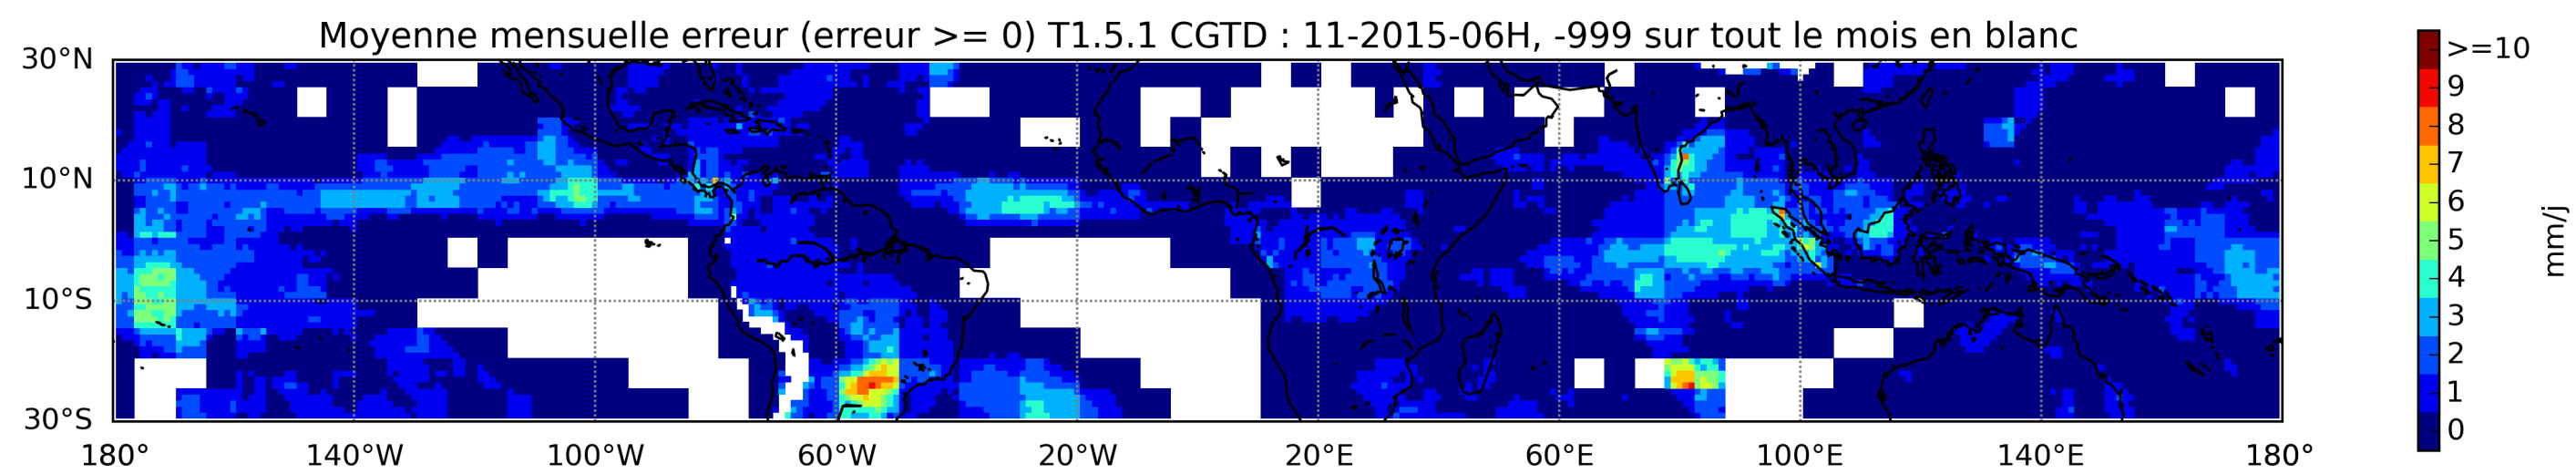 Moyenne mensuelle erreur (erreur >= 0) T1.5.1 CGTD : 11-2015-06H, -999 sur tout le mois en blanc
30°N
10°N
10°S
30°S
180° 140°W 100°W 60°W 20°W 20°E 60°E 100°E 140°E 180°
>=10
9
8
7
6
5
4
3
2
1
0
mm/j